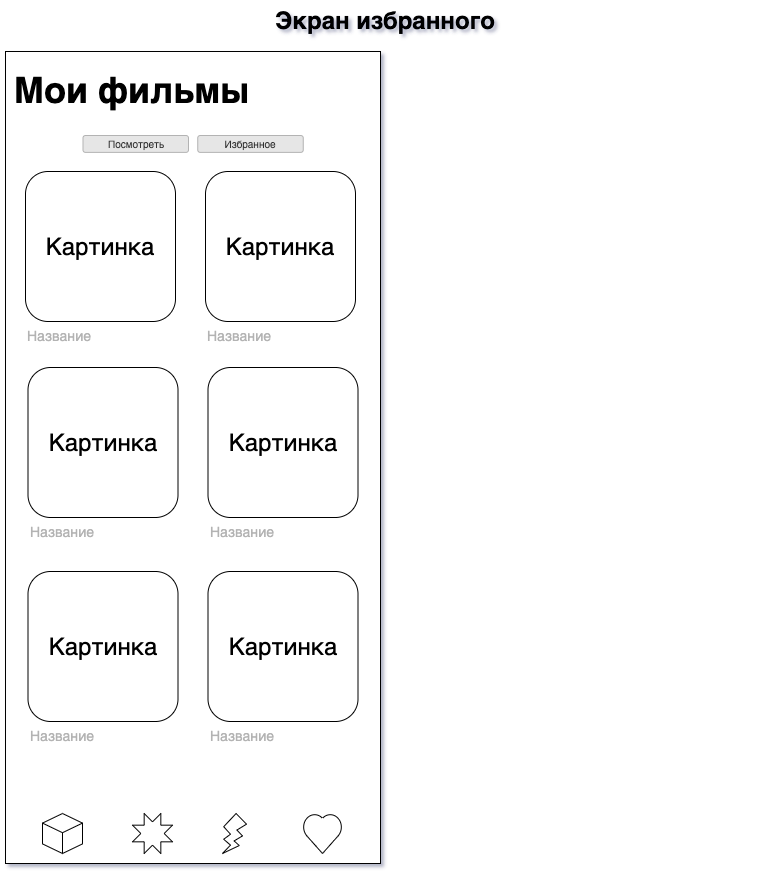 Экран избранного
Мои фильмы
Посмотреть Избранное
Картинка Картинка
Название Название
Картинка Картинка
Название Название
Картинка Картинка
Название Название